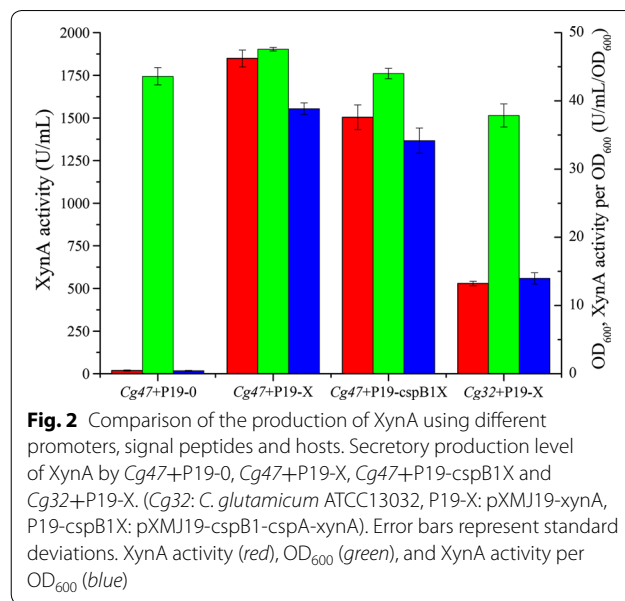 2000
1750
1500
1250
1000
750
500
250
0
XynA activity (U/mL)
50
40
30
20
10
0
OD600, XynA activity per OD600 (U/mL/OD600)
Cg47+P19-0 Cg47+P19-X Cg47+P19-cspB1X Cg32+P19-X
Fig. 2 Comparison of the production of XynA using different
promoters, signal peptides and hosts. Secretory production level
of XynA by Cg47+P19-0, Cg47+P19-X, Cg47+P19-cspB1X and
Cg32+P19-X. (Cg32: C. glutamicum ATCC13032, P19-X: pXMJ19-xynA,
P19-cspB1X: pXMJ19-cspB1-cspA-xynA). Error bars represent standard
deviations. XynA activity (red), OD600 (green), and XynA activity per
OD600 (blue)